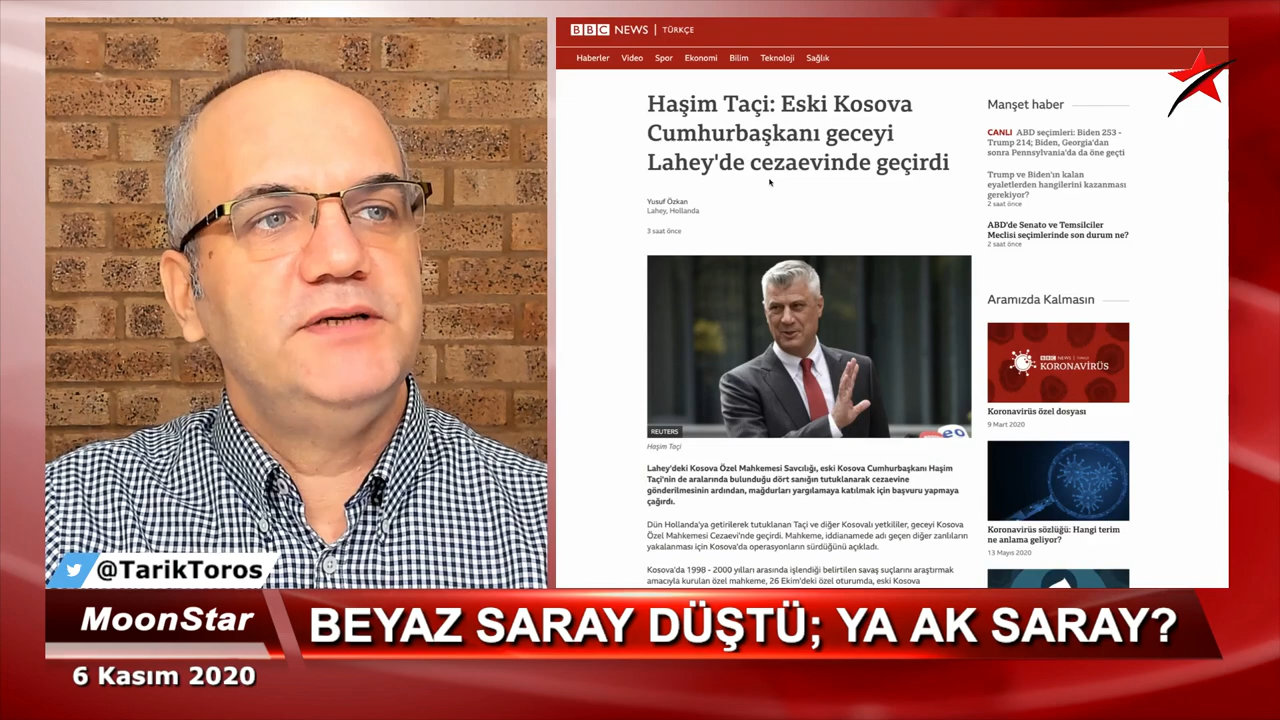 BBC NEWS | TÜRKÇE
Haberler Video Spor Ekonomi Bilim Teknoloji Sağlık
Haşim Taçi: Eski Kosova
Cumhurbaşkanı geceyi
Lahey'de cezaevinde geçirdi
Yusuf Özkan
Lahey, Hollanda
3 saat önce
REUTERS
Haşim Taçi
Lahey'deki Kosova Özel Mahkemesi Savcılığı, eski Kosova Cumhurbaşkanı Haşim
Taçi'nin de aralarında bulunduğu dört sanığın tutuklanarak cezaevine
gönderilmesinin ardından, mağdurları yargılamaya katılmak için başvuru yapmaya
çağırdı.
Dün Hollanda'ya getirilerek tutuklanan Taçi ve diğer Kosovalı yetkililer, geceyi Kosova
Özel Mahkemesi Cezaevi'nde geçirdi. Mahkeme, iddianamede adı geçen diğer zanlıların
yakalanması için Kosova'da operasyonların sürdüğünü açıkladı.
Kosova'da 1998 - 2000 yılları arasında işlendiği belirtilen savaş suçlarını araştırmak
amacıyla kurulan özel mahkeme, 26 Ekim'deki özel oturumda, eski Kosova
Manşet haber
CANLI ABD seçimleri: Biden 253 -
Trump 214; Biden, Georgia'dan
sonra Pennsylvania'da da öne geçti
Trump ve Biden'ın kalan
eyaletlerden hangilerini kazanması
gerekiyor?
2 saat önce
ABD'de Senato ve Temsilciler
Meclisi seçimlerinde son durum ne?
2 saat önce
Aramızda Kalmasın
BBC NEWS | TÜRKÇE
KORONAVİRÜS
Koronavirüs özel dosyası
9 Mart 2020
Koronavirüs sözlüğü: Hangi terim
ne anlama geliyor?
13 Mayıs 2020
@TarikToros
MoonStar
BEYAZ SARAY DÜŞTÜ; YA AK SARAY?
6 Kasım 2020